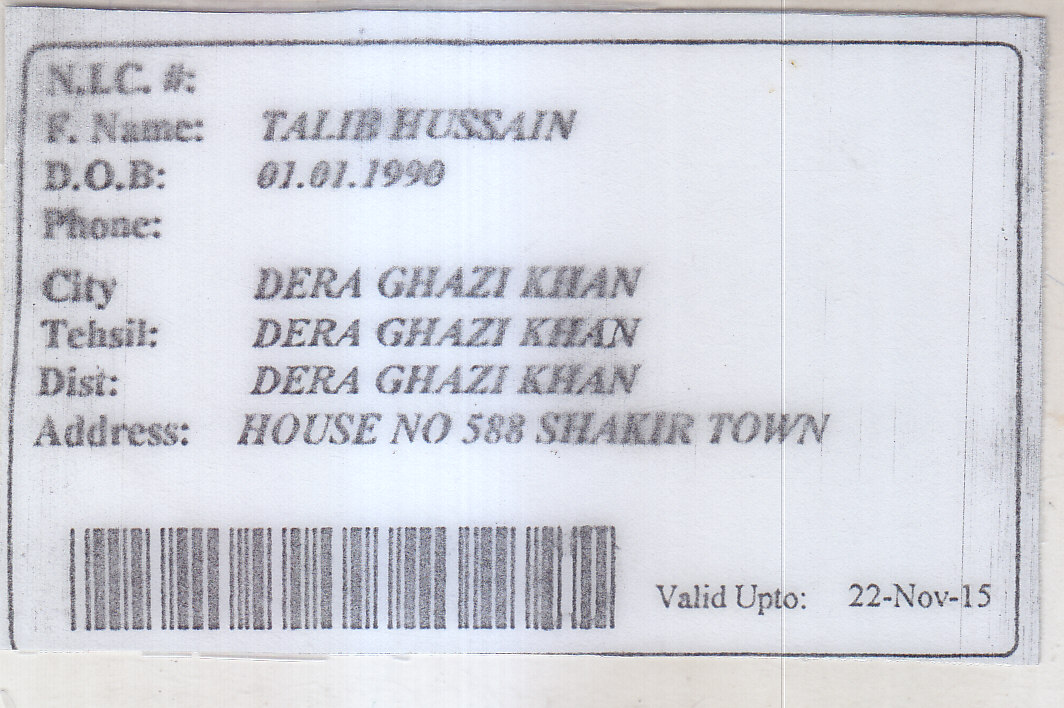 N.I.C. #:
F. Name: TALIB HUSSAIN
D.O.B: 01.01.1990
Phone:
City DERA GHAZI KHAN
Tehsil: DERA GHAZI KHAN
Dist: DERA GHAZI KHAN
Address: HOUSE NO 588 SHAKIR TOWN
Valid Upto: 22-Nov-15